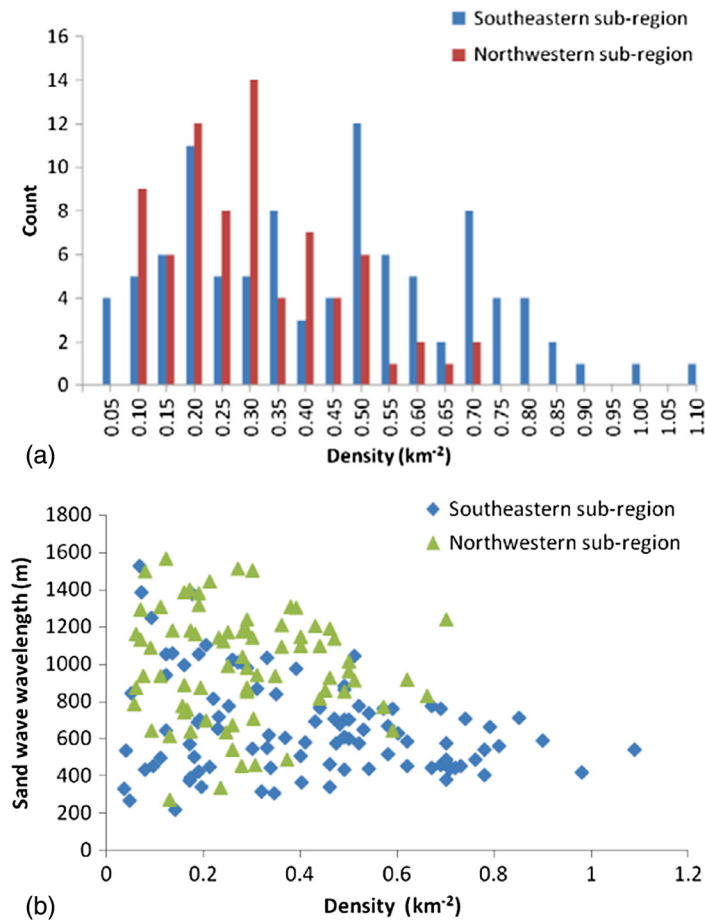 Southeastern sub-region
Northwestern sub-region
16
14
12
10
8
6
4
2
0
Count
0.05 0.10 0.15 0.20 0.25 0.30 0.35 0.40 0.45 0.50 0.55 0.60 0.65 0.70 0.75 0.80 0.85 0.90 0.95 1.00 1.05 1.10
Density (km-2)
(a)
Southeastern sub-region
Northwestern sub-region
1800
1600
1400
1200
1000
800
600
400
200
0
Sand wave wavelength (m)
0 0.2 0.4 0.6 0.8 1 1.2
Density (km-2)
(b)